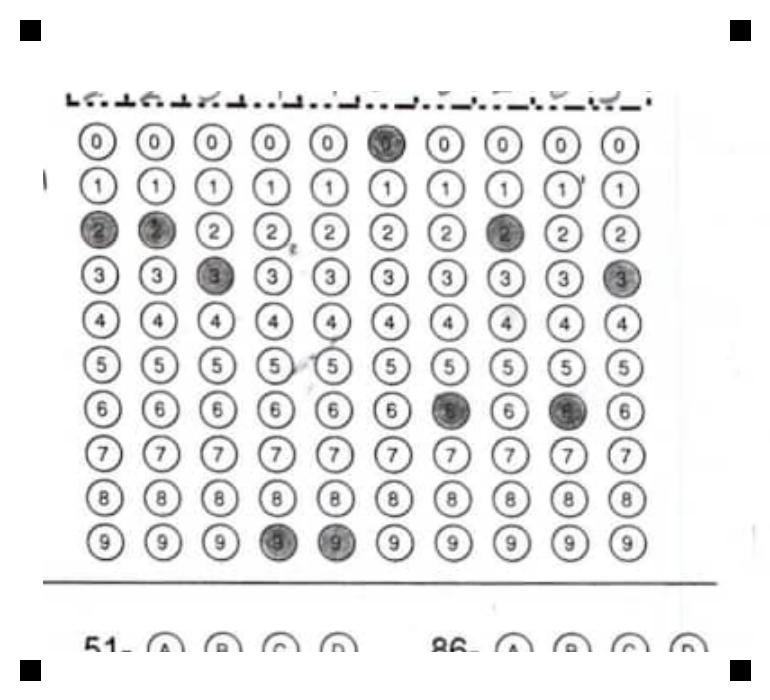 0 0 0 0 0 0 0 0 0 0
1 1 1 1 1 1 1 1 1 1
2 2 2 2 2 2 2 2 2 2
3 3 3 3 3 3 3 3 3 3
4 4 4 4 4 4 4 4 4 4
5 5 5 5 5 5 5 5 5 5
6 6 6 6 6 6 6 6 6 6
7 7 7 7 7 7 7 7 7 7
8 8 8 8 8 8 8 8 8 8
9 9 9 9 9 9 9 9 9 9
51- A B C D 86- A B C D